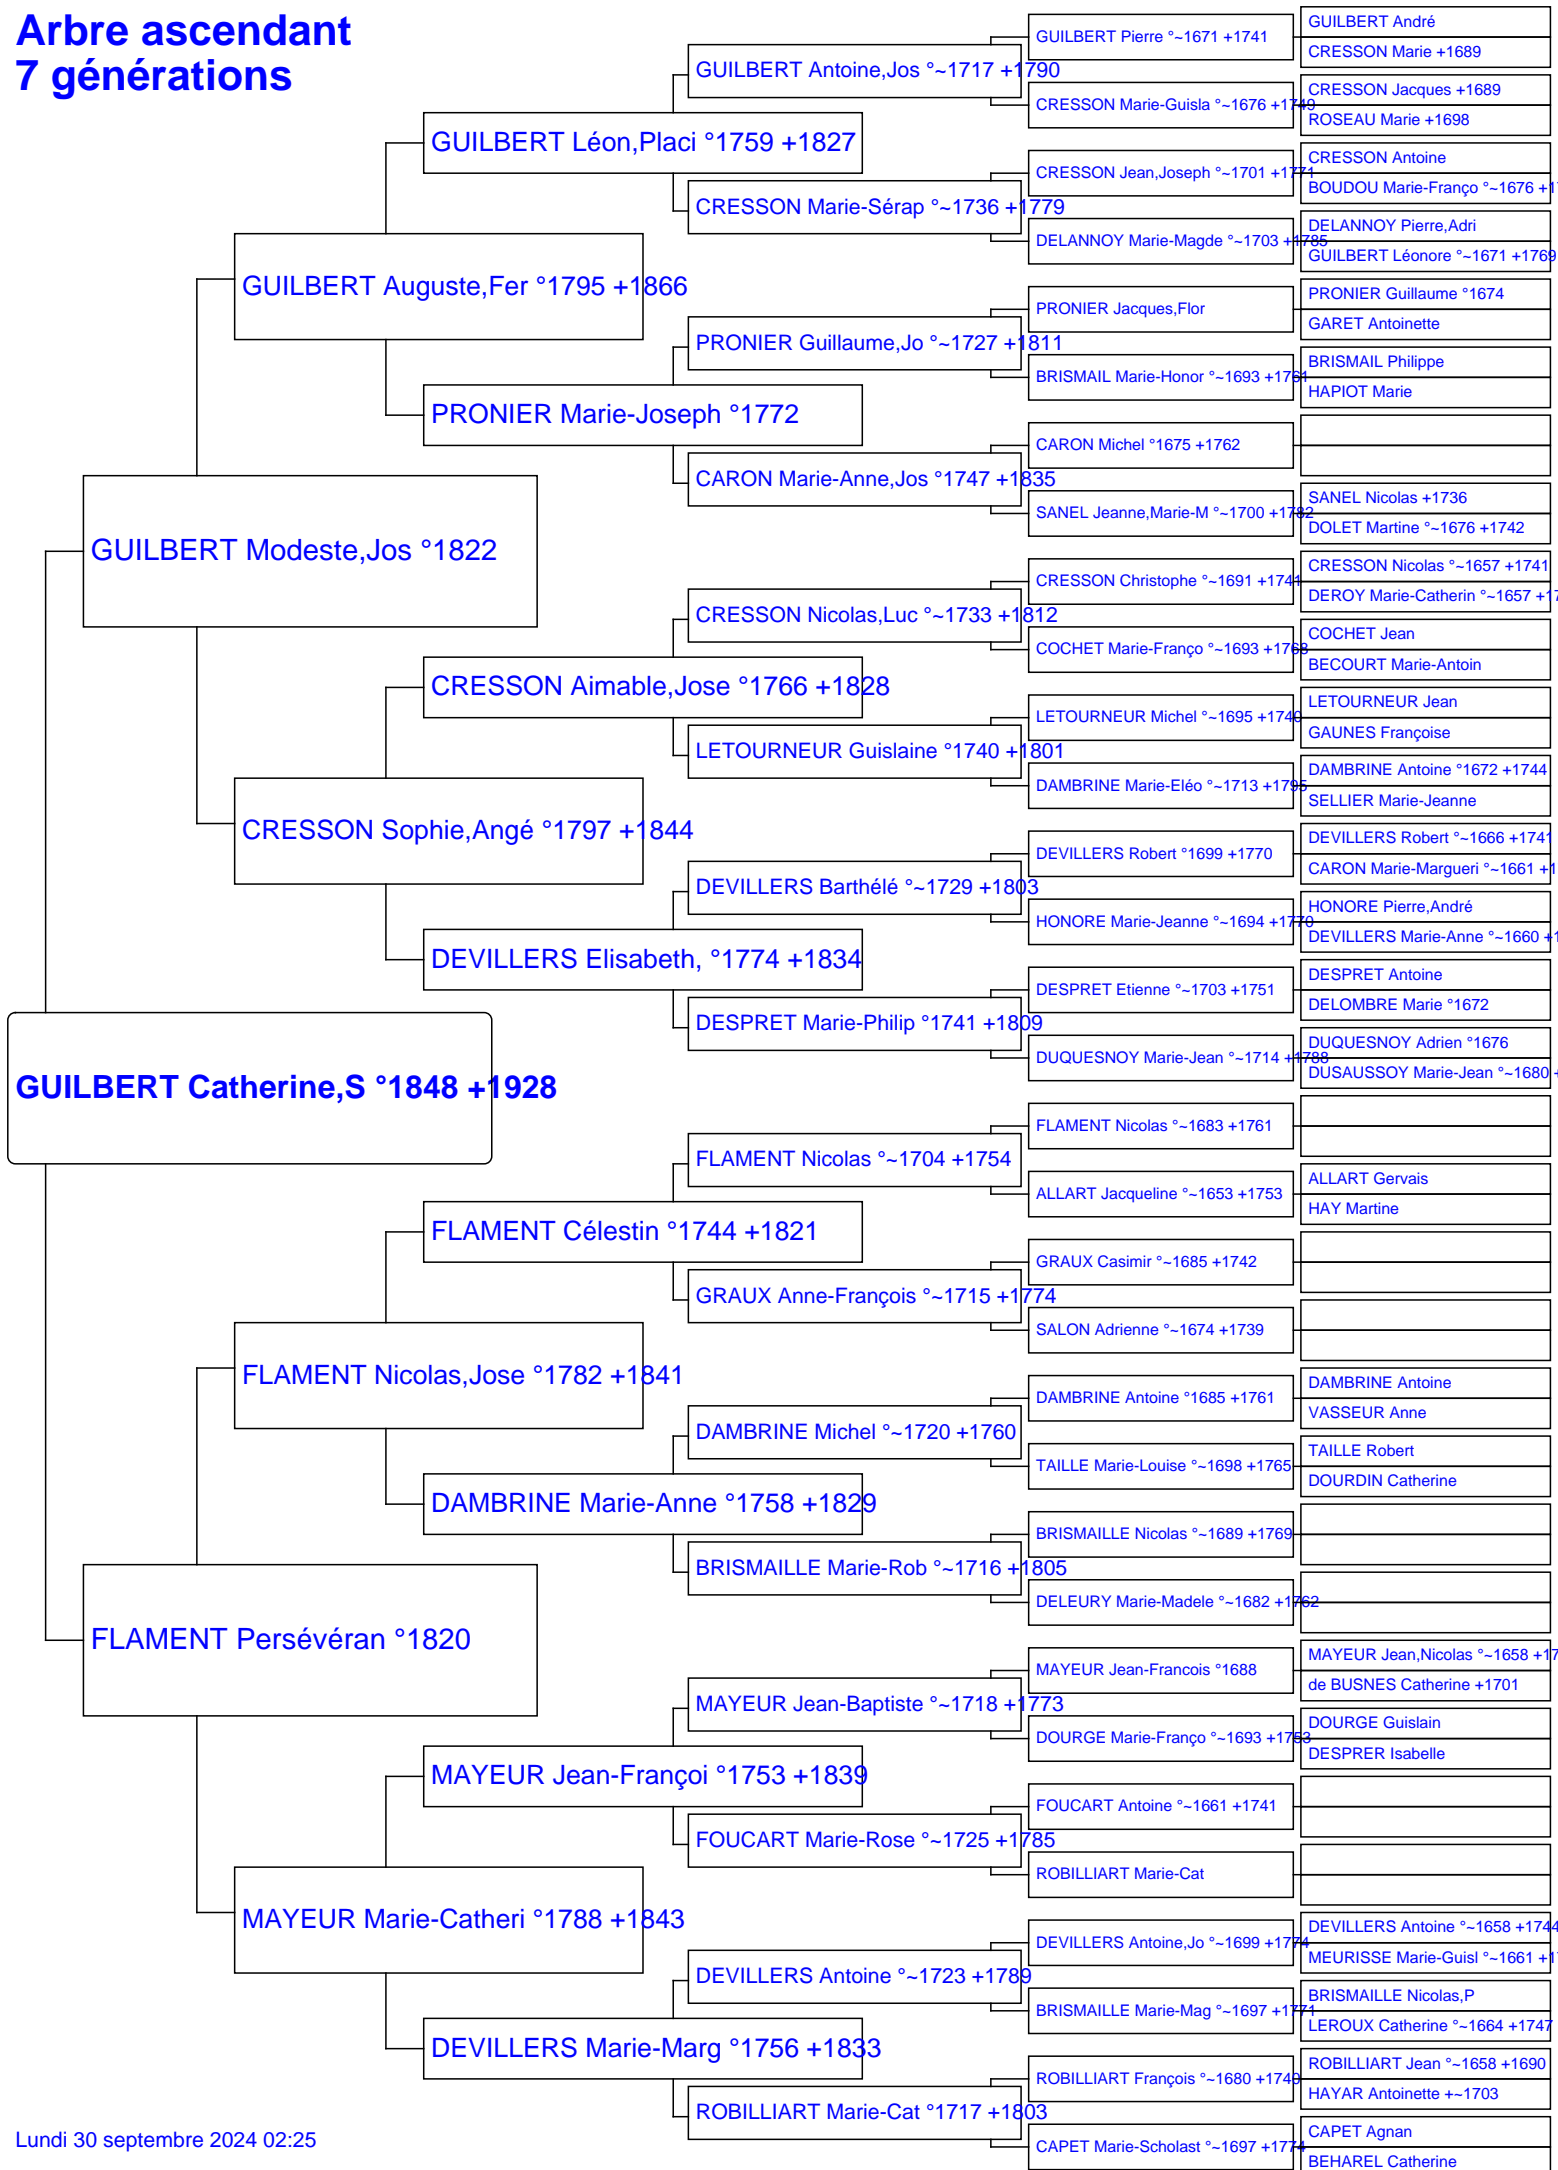 Arbre ascendant
7 générations
GUILBERT Catherine,S °1848 +1928
GUILBERT Modeste,Jos °1822
FLAMENT Persévéran °1820
GUILBERT Auguste,Fer °1795 +1866
CRESSON Sophie,Angé °1797 +1844
FLAMENT Nicolas,Jose °1782 +1841
MAYEUR Marie-Catheri °1788 +1843
GUILBERT Léon,Placi °1759 +1827
PRONIER Marie-Joseph °1772
CRESSON Aimable,Jose °1766 +1828
DEVILLERS Elisabeth, °1774 +1834
FLAMENT Célestin °1744 +1821
DAMBRINE Marie-Anne °1758 +1829
MAYEUR Jean-Françoi °1753 +1839
DEVILLERS Marie-Marg °1756 +1833
GUILBERT Antoine,Jos °~1717 +1790
CRESSON Marie-Sérap °~1736 +1779
PRONIER Guillaume,Jo °~1727 +1811
CARON Marie-Anne,Jos °1747 +1835
CRESSON Nicolas,Luc °~1733 +1812
LETOURNEUR Guislaine °1740 +1801
DEVILLERS Barthélé °~1729 +1803
DESPRET Marie-Philip °1741 +1809
FLAMENT Nicolas °~1704 +1754
GRAUX Anne-François °~1715 +1774
DAMBRINE Michel °~1720 +1760
BRISMAILLE Marie-Rob °~1716 +1805
MAYEUR Jean-Baptiste °~1718 +1773
FOUCART Marie-Rose °~1725 +1785
DEVILLERS Antoine °~1723 +1789
ROBILLIART Marie-Cat °1717 +1803
GUILBERT Pierre °~1671 +1741
CRESSON Marie-Guisla °~1676 +1749
CRESSON Jean,Joseph °~1701 +1771
DELANNOY Marie-Magde °~1703 +1785
PRONIER Jacques,Flor
BRISMAIL Marie-Honor °~1693 +1761
CARON Michel °1675 +1762
SANEL Jeanne,Marie-M °~1700 +1782
CRESSON Christophe °~1691 +1741
COCHET Marie-Franço °~1693 +1768
LETOURNEUR Michel °~1695 +1740
DAMBRINE Marie-Eléo °~1713 +1795
DEVILLERS Robert °1699 +1770
HONORE Marie-Jeanne °~1694 +1770
DESPRET Etienne °~1703 +1751
DUQUESNOY Marie-Jean °~1714 +1788
FLAMENT Nicolas °~1683 +1761
ALLART Jacqueline °~1653 +1753
GRAUX Casimir °~1685 +1742
SALON Adrienne °~1674 +1739
DAMBRINE Antoine °1685 +1761
TAILLE Marie-Louise °~1698 +1765
BRISMAILLE Nicolas °~1689 +1769
DELEURY Marie-Madele °~1682 +1762
MAYEUR Jean-Francois °1688
DOURGE Marie-Franço °~1693 +1753
FOUCART Antoine °~1661 +1741
ROBILLIART Marie-Cat
DEVILLERS Antoine,Jo °~1699 +1774
BRISMAILLE Marie-Mag °~1697 +1771
ROBILLIART François °~1680 +1749
CAPET Marie-Scholast °~1697 +1774
GUILBERT André
CRESSON Marie +1689
CRESSON Jacques +1689
ROSEAU Marie +1698
CRESSON Antoine
BOUDOU Marie-Franço °~1676
DELANNOY Pierre,Adri
GUILBERT Léonore °~1671 +1769
PRONIER Guillaume °1674
GARET Antoinette
BRISMAIL Philippe
HAPIOT Marie
SANEL Nicolas +1736
DOLET Martine °~1676 +1742
CRESSON Nicolas °~1657 +1741
DEROY Marie-Catherin °~1657
COCHET Jean
BECOURT Marie-Antoin
LETOURNEUR Jean
GAUNES Françoise
DAMBRINE Antoine °1672 +1744
SELLIER Marie-Jeanne
DEVILLERS Robert °~1666 +1741
CARON Marie-Margueri °~1661
HONORE Pierre,André
DEVILLERS Marie-Anne °~1660
DESPRET Antoine
DELOMBRE Marie °1672
DUQUESNOY Adrien °1676
DUSAUSSOY Marie-Jean °~1680
ALLART Gervais
HAY Martine
DAMBRINE Antoine
VASSEUR Anne
TAILLE Robert
DOURDIN Catherine
MAYEUR Jean,Nicolas °~1658
de BUSNES Catherine +1701
DOURGE Guislain
DESPRER Isabelle
DEVILLERS Antoine °~1658 +1744
MEURISSE Marie-Guisl °~1661
BRISMAILLE Nicolas,P
LEROUX Catherine °~1664 +1747
ROBILLIART Jean °~1658 +1690
HAYAR Antoinette +~1703
CAPET Agnan
BEHAREL Catherine
Lundi 30 septembre 2024 02:25